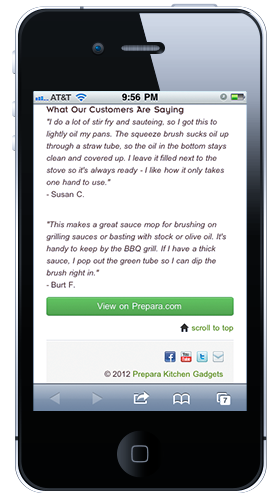 AT&T 9:56 PM
What Our Customers Are Saying
"I do a lot of stir fry and sauteing, so I got this to
lightly oil my pans. The squeeze brush sucks oil up
through a straw tube, so the oil in the bottom stays
clean and covered up. I leave it filled next to the
stove so it's always ready - I like how it only takes
one hand to use."
- Susan C.
"This makes a great sauce mop for brushing on
grilling sauces or basting with stock or olive oil. It's
handy to keep by the BBQ grill. If I have a thick
sauce, I pop out the green tube so I can dip the
brush right in."
- Burt F.
View on Prepara.com
scroll to top
f You Tube t
© 2012 Prepara Kitchen Gadgets
7